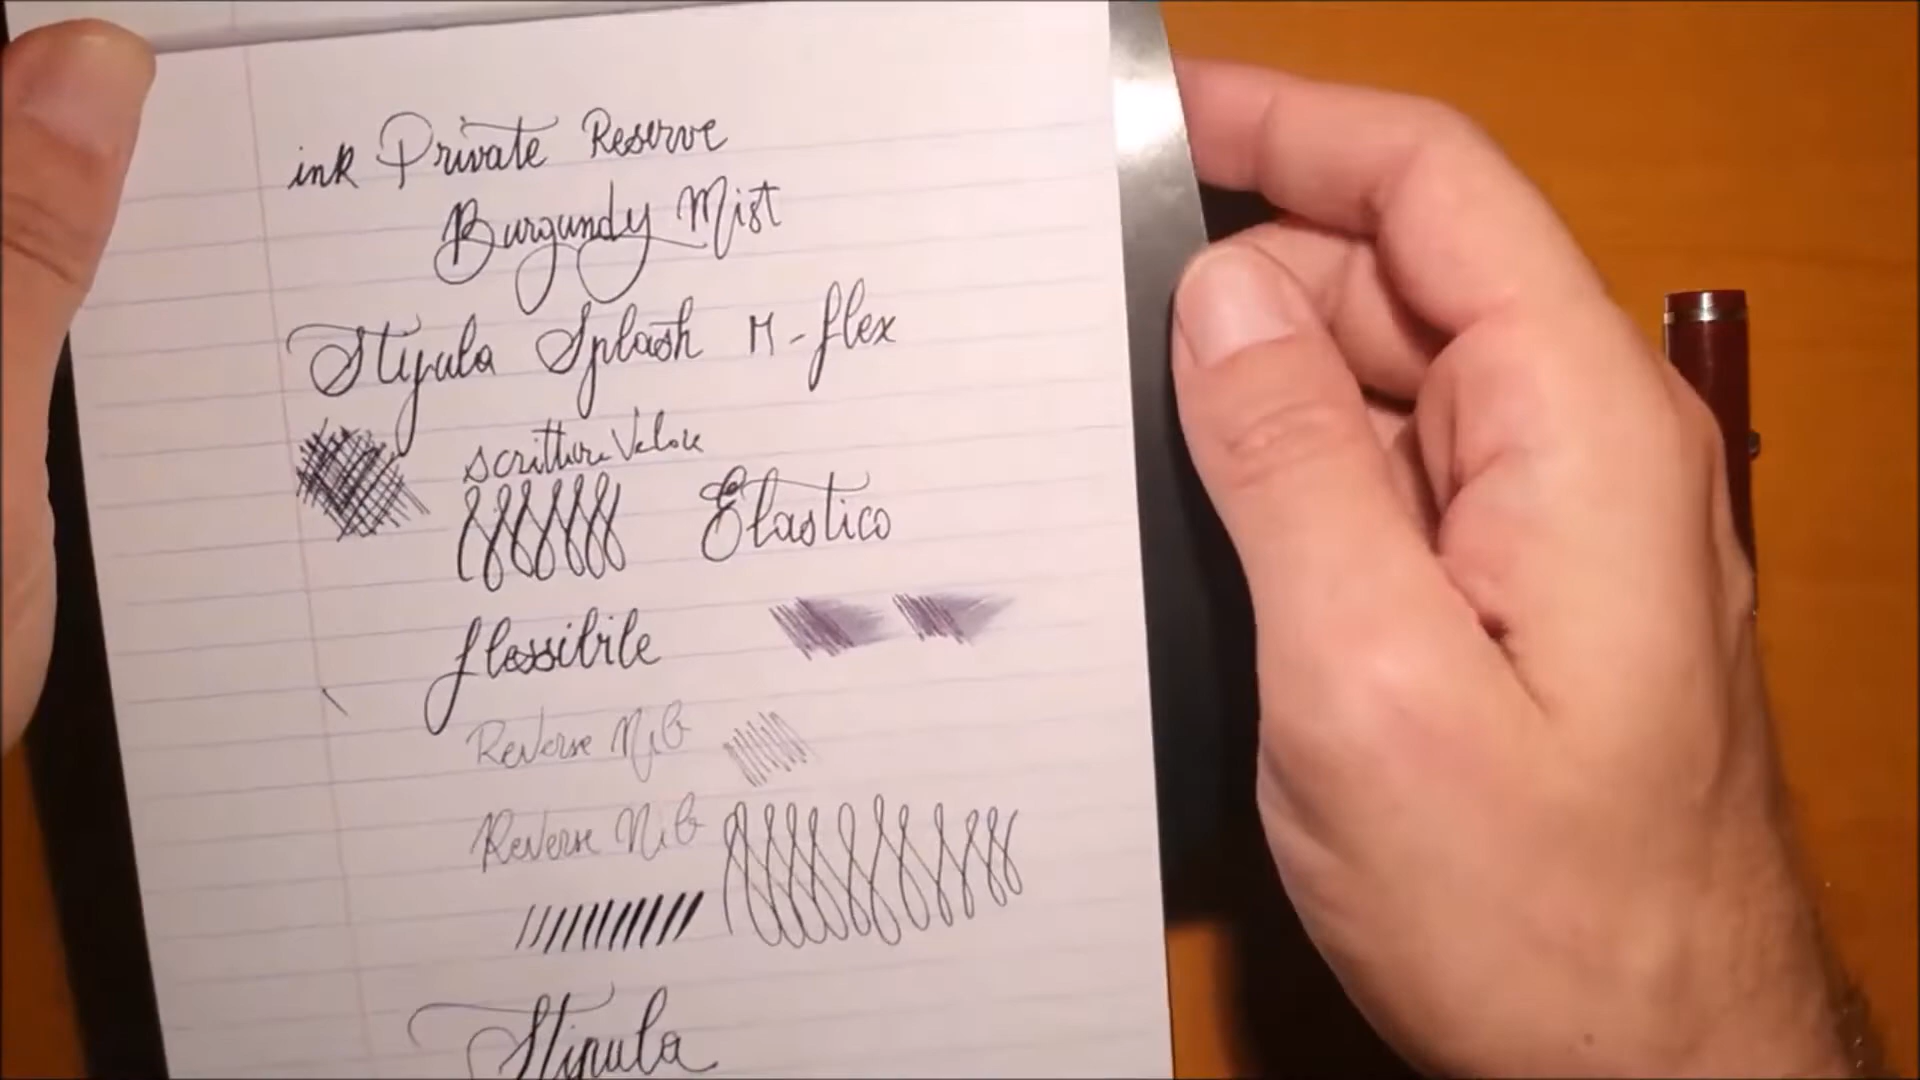 ink Private Reserve
Burgundy Mist
Stipula Splash M-flex
Scrittura Veloce
Elastico
flessibile
Reverse Nib
Reverse Nib
Stipula